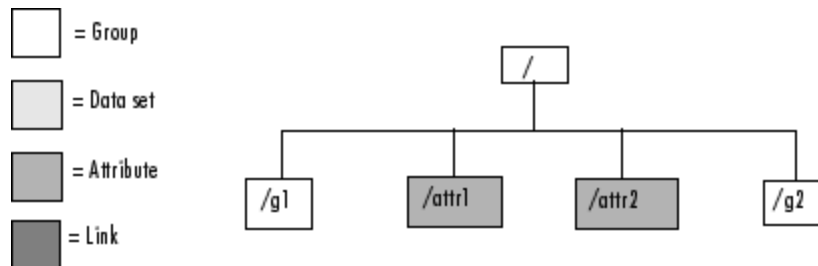 = Group
/
= Data set
= Attribute
/g1
/attr1
/attr2
/g2
= Link